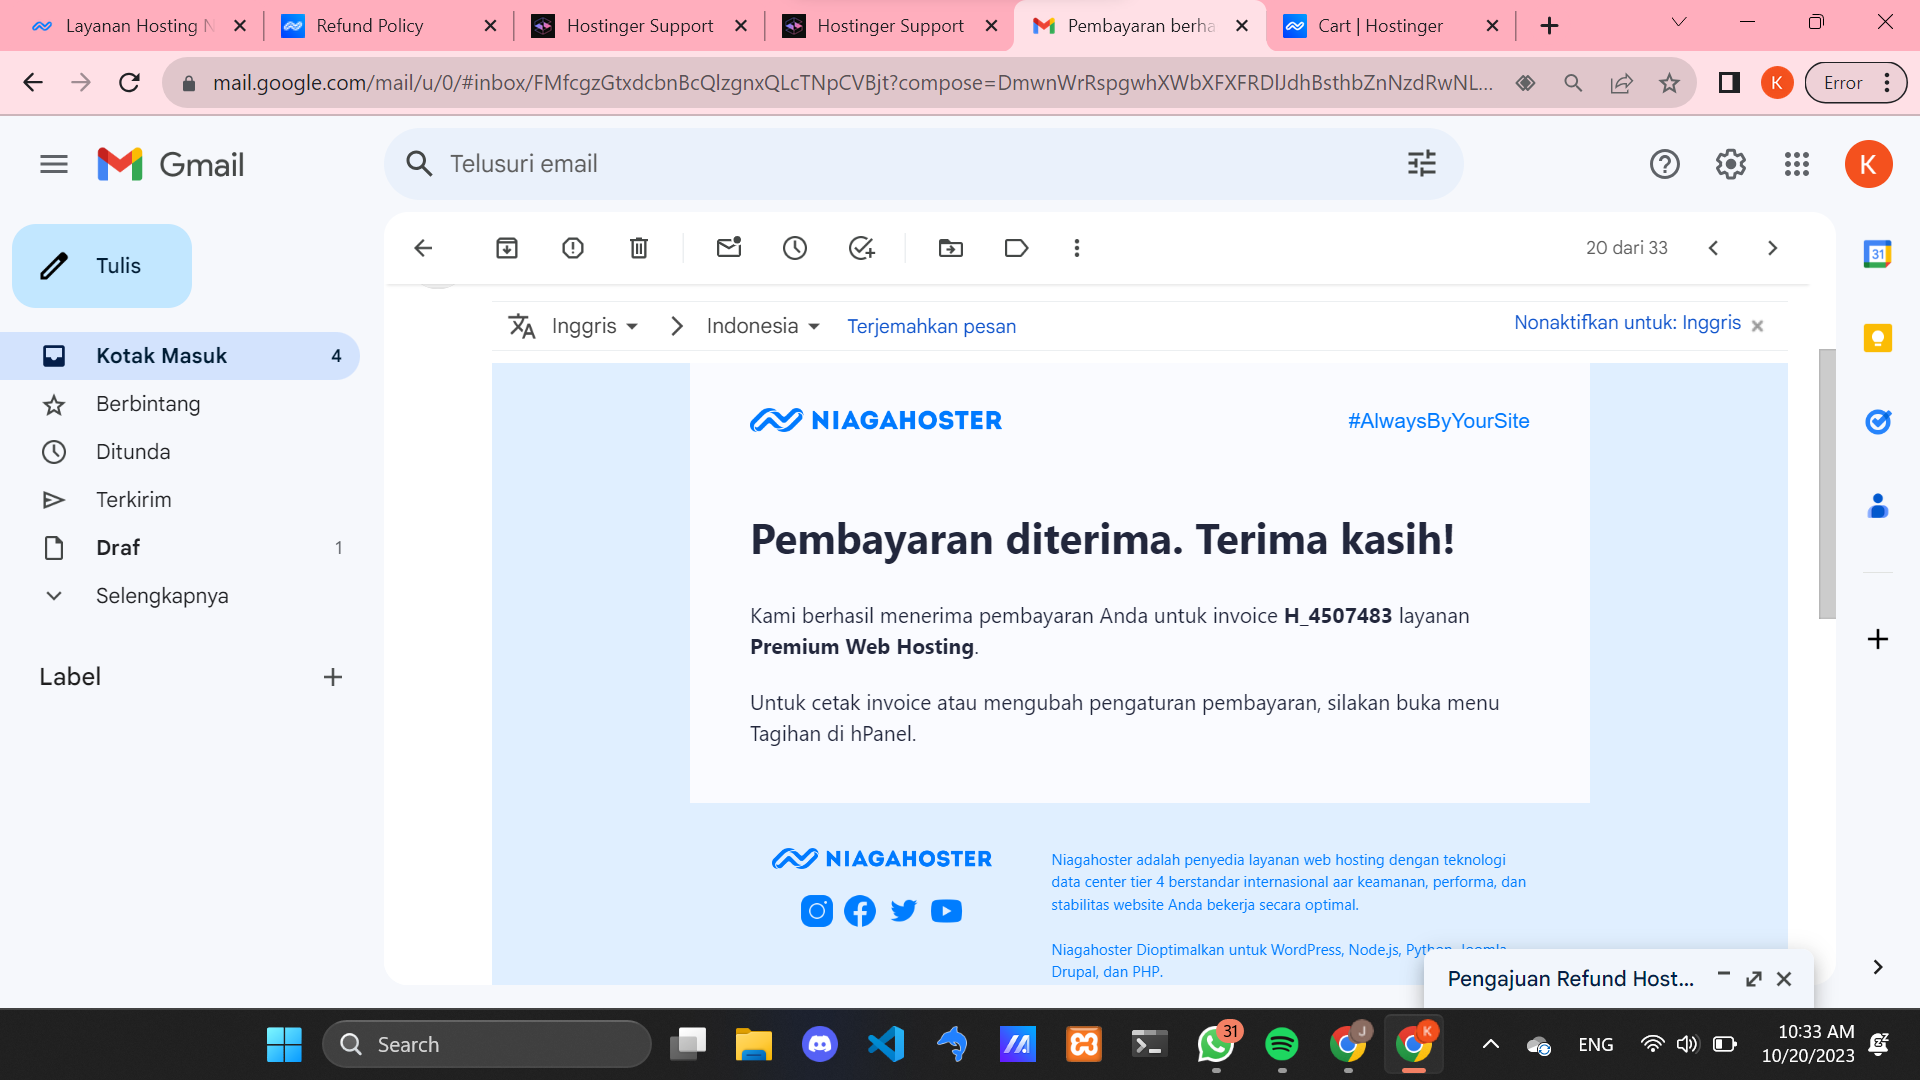 Layanan Hosting N
Refund Policy
Hostinger Support
Hostinger Support
Pembayaran berha
Cart | Hostinger
mail.google.com/mail/u/0/#inbox/FMfcgzGtxdcbnBcQlzgnxQLcTNpCVBjt?compose=DmwnWrRspgwhXWbXFXFRDlJdhBsthbZnNzdRwNL...
K
Error
Gmail
Telusuri email
K
Tulis
20 dari 33
31
Inggris
Indonesia
Terjemahkan pesan
Nonaktifkan untuk: Inggris
Kotak Masuk
4
Berbintang
Ditunda
Terkirim
Draf
1
Selengkapnya
Label
NIAGAHOSTER
#AlwaysByYourSite
Pembayaran diterima. Terima kasih!
Kami berhasil menerima pembayaran Anda untuk invoice H_4507483 layanan
Premium Web Hosting.
Untuk cetak invoice atau mengubah pengaturan pembayaran, silakan buka menu
Tagihan di hPanel.
NIAGAHOSTER
Niagahoster adalah penyedia layanan web hosting dengan teknologi
data center tier 4 berstandar internasional aar keamanan, performa, dan
stabilitas website Anda bekerja secara optimal.
Niagahoster Dioptimalkan untuk WordPress, Node.js, Python, Joomla,
Drupal, dan PHP.
Pengajuan Refund Host...
Search
31
J
K
ENG
10:33 AM
10/20/2023